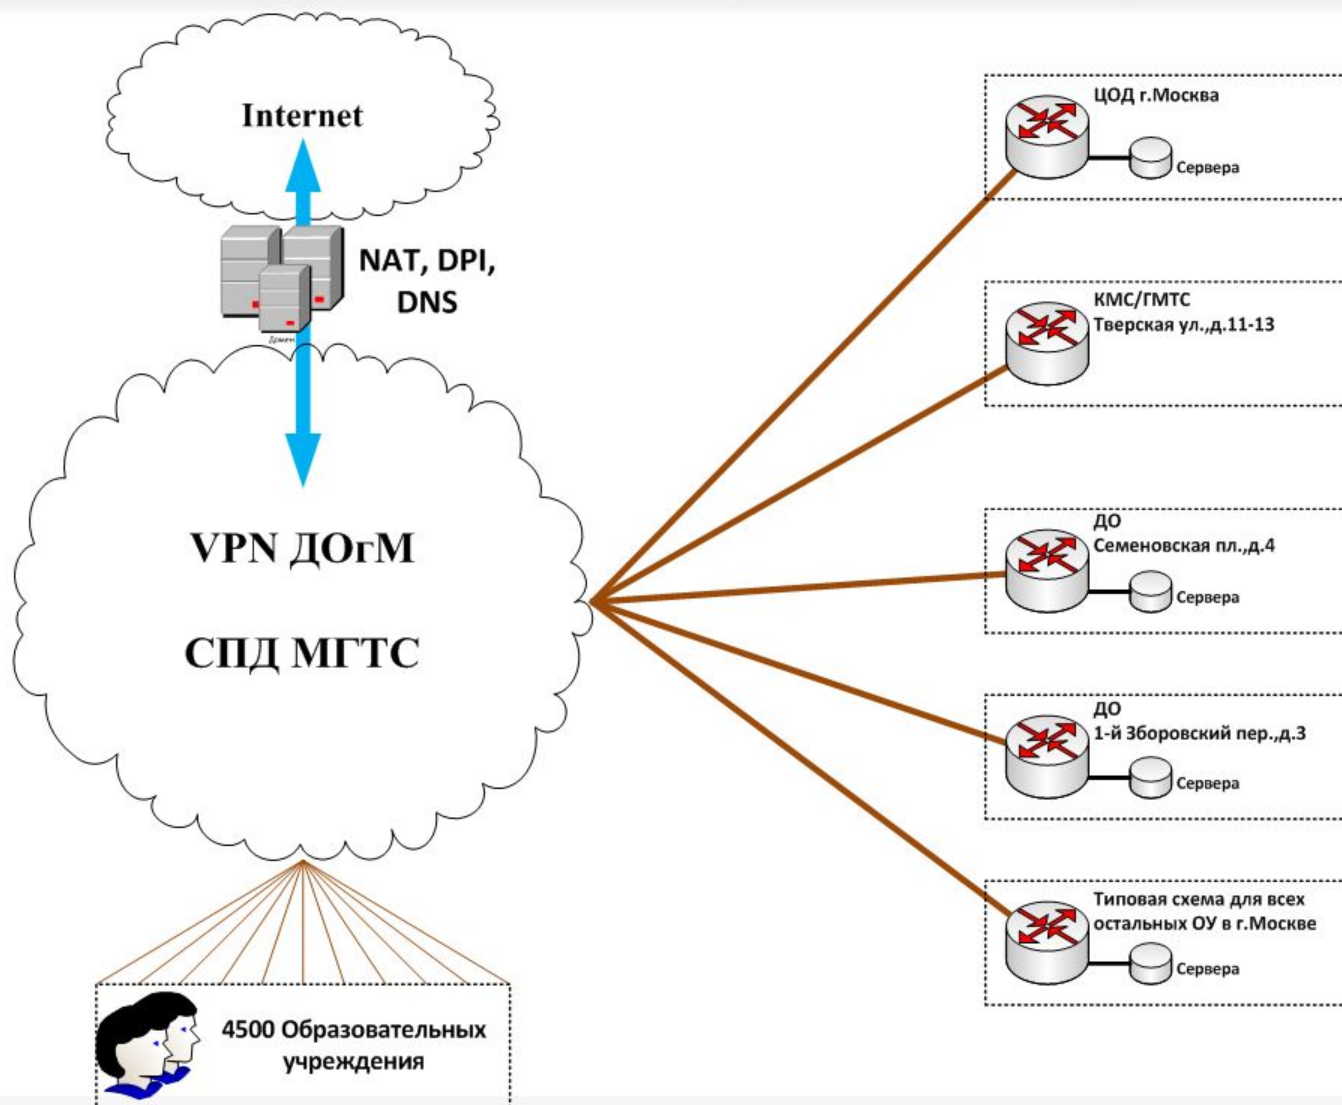 Internet
NAT, DPI,
DNS
Домен
VPN ДОгМ
СПД МГТС
4500 Образовательных
учреждения
ЦОД г.Москва
Сервера
КМС/ГМТС
Тверская ул.,д.11-13
ДО
Семеновская пл.,д.4
Сервера
ДО
1-й Зборовский пер.,д.3
Сервера
Типовая схема для всех
остальных ОУ в г.Москве
Сервера